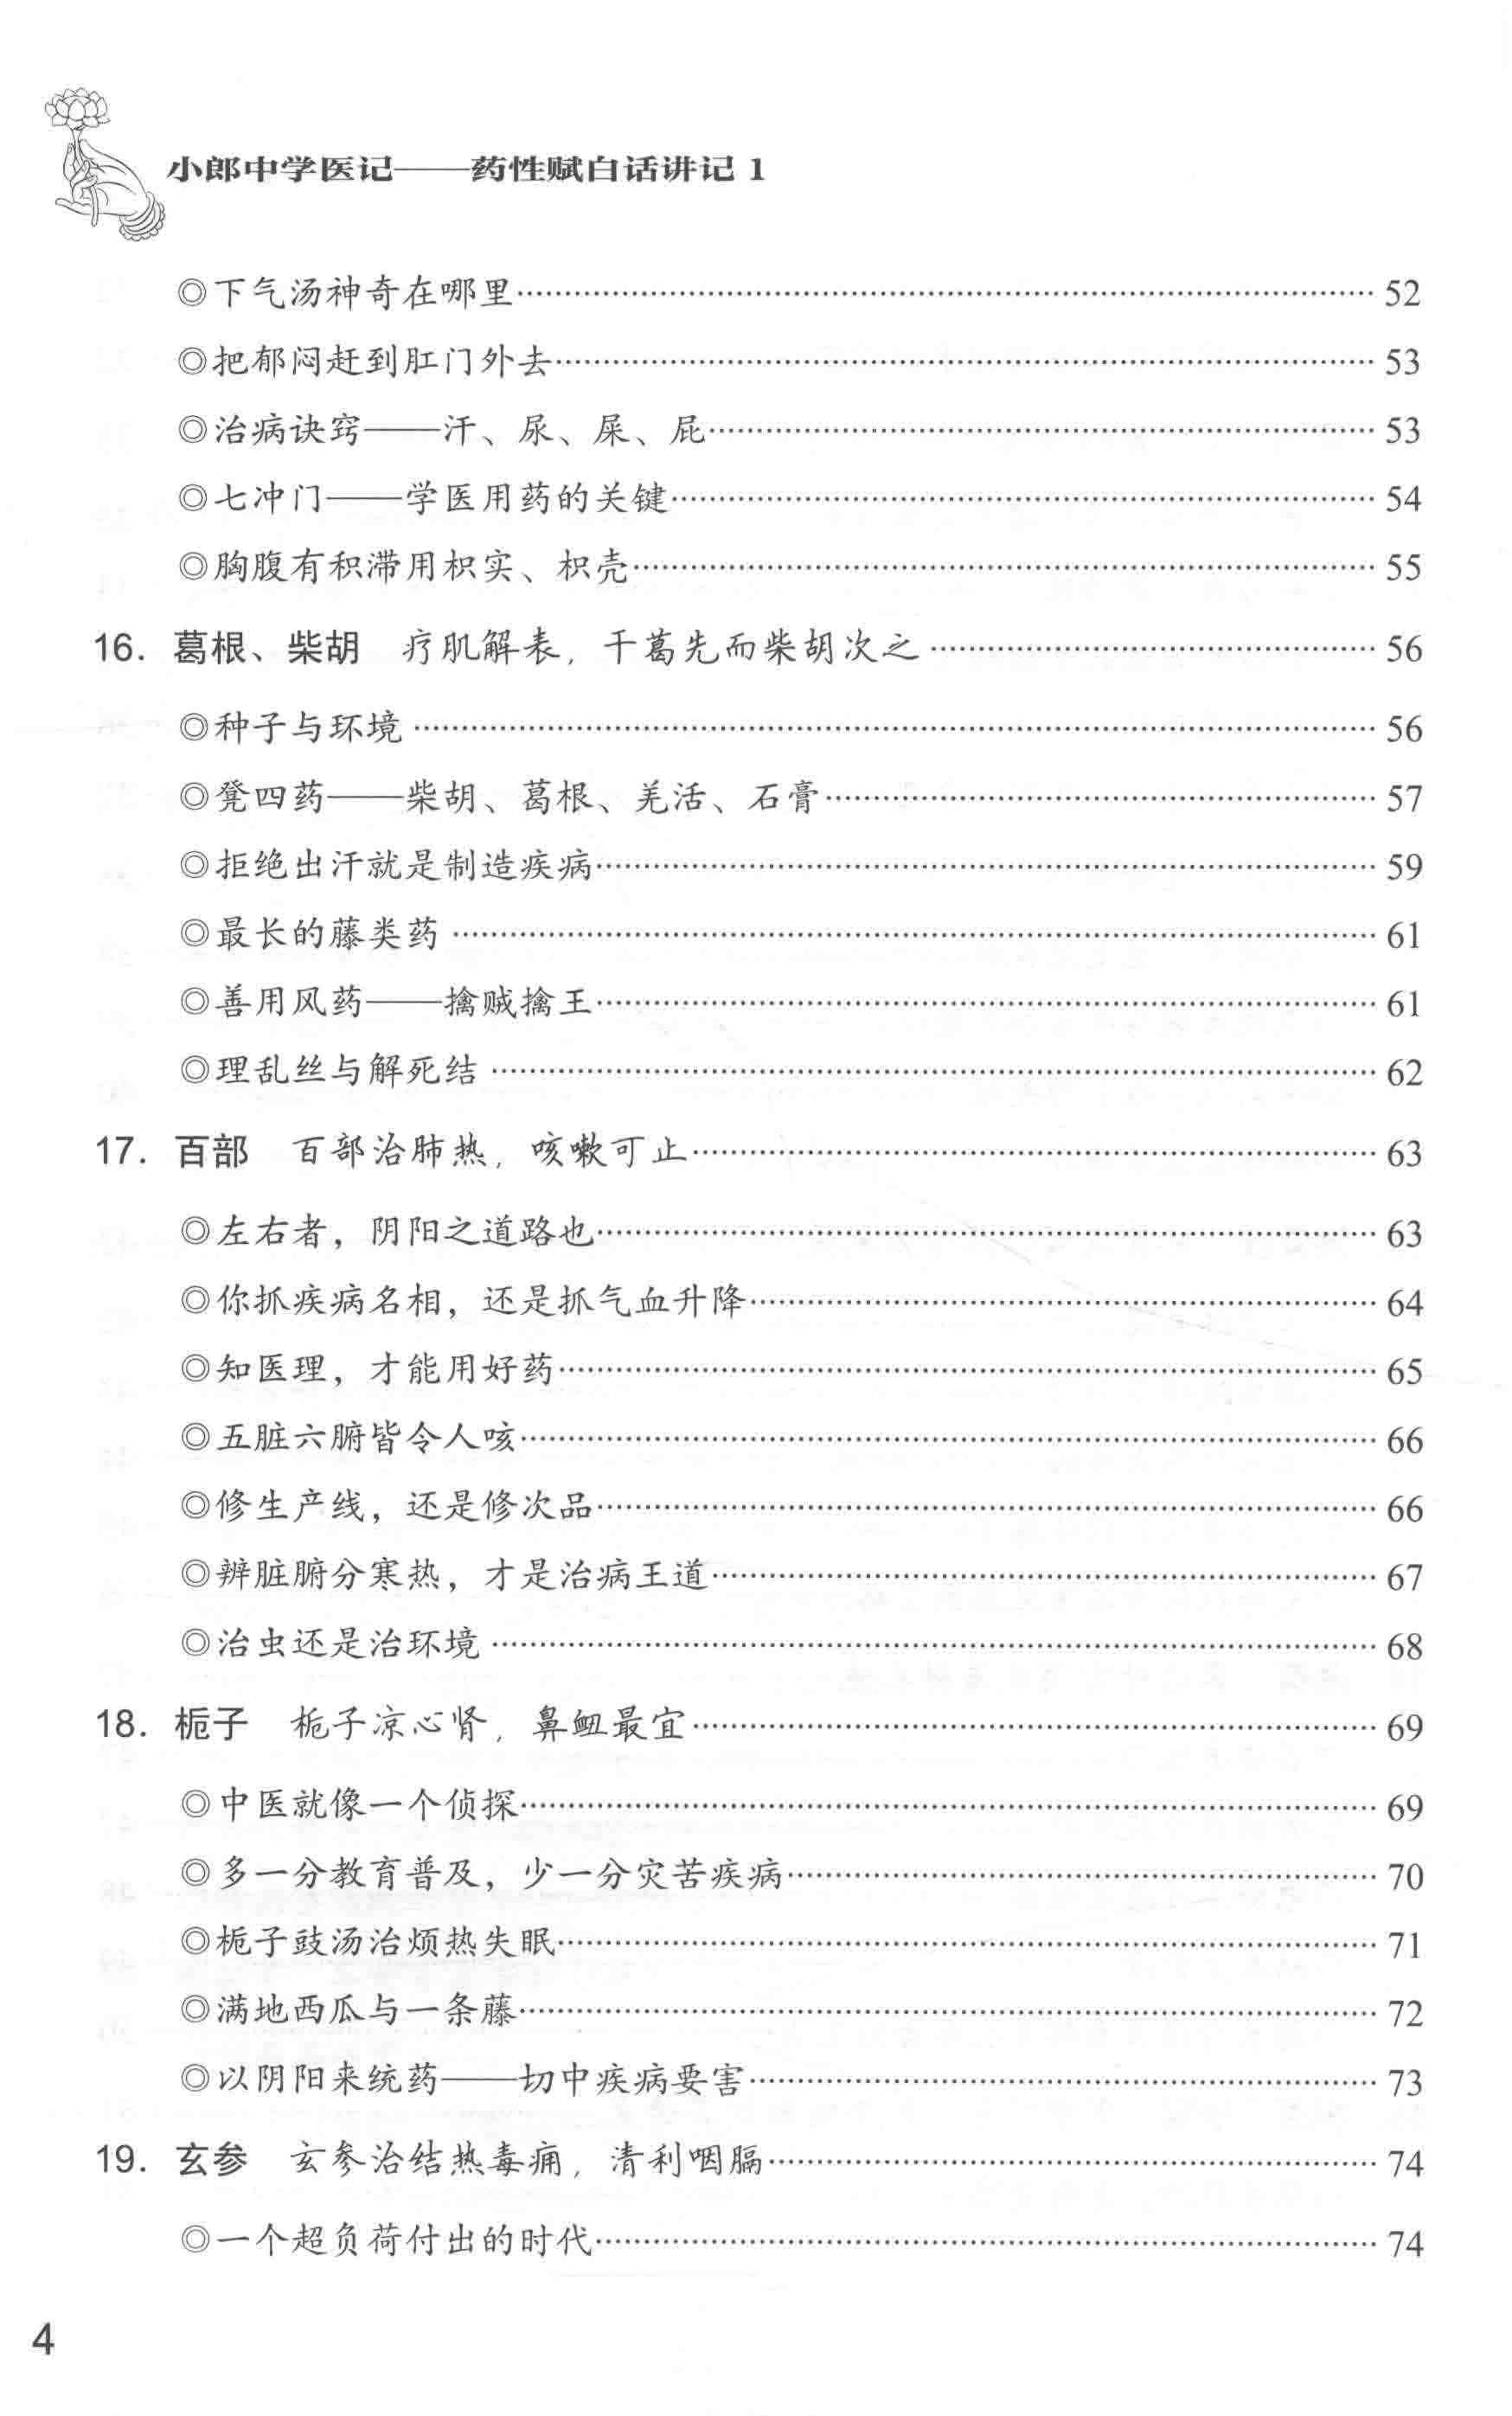 小郎中学医记——药性赋白话讲记 1
◎下气汤神奇在哪里 52
◎把郁闷赶到肛门外去 53
◎治病诀窍——汗、尿、屎、屁 53
◎七冲门——学医用药的关键 54
◎胸腹有积滞用枳实、枳壳 55
16. 葛根、柴胡 疗肌解表，干葛先而柴胡次之 56
◎种子与环境 56
◎凳四药——柴胡、葛根、羌活、石膏 57
◎拒绝出汗就是制造疾病 59
◎最长的藤类药 61
◎善用风药——擒贼擒王 61
◎理乱丝与解死结 62
17. 百部 百部治肺热，咳嗽可止 63
◎左右者，阴阳之道路也 63
◎你抓疾病名相，还是抓气血升降 64
◎知医理，才能用好药 65
◎五脏六腑皆令人咳 66
◎修生产线，还是修次品 66
◎辨脏腑分寒热，才是治病王道 67
◎治虫还是治环境 68
18. 栀子 栀子凉心肾，鼻衄最宜 69
◎中医就像一个侦探 69
◎多一分教育普及，少一分灾苦疾病 70
◎栀子豉汤治烦热失眠 71
◎满地西瓜与一条藤 72
◎以阴阳来统药——切中疾病要害 73
19. 玄参 玄参治结热毒痈，清利咽膈 74
◎一个超负荷付出的时代 74
4